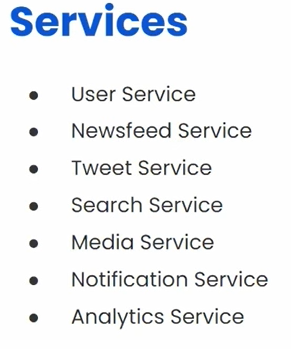 Services
• User Service
• Newsfeed Service
• Tweet Service
• Search Service
• Media Service
• Notification Service
• Analytics Service